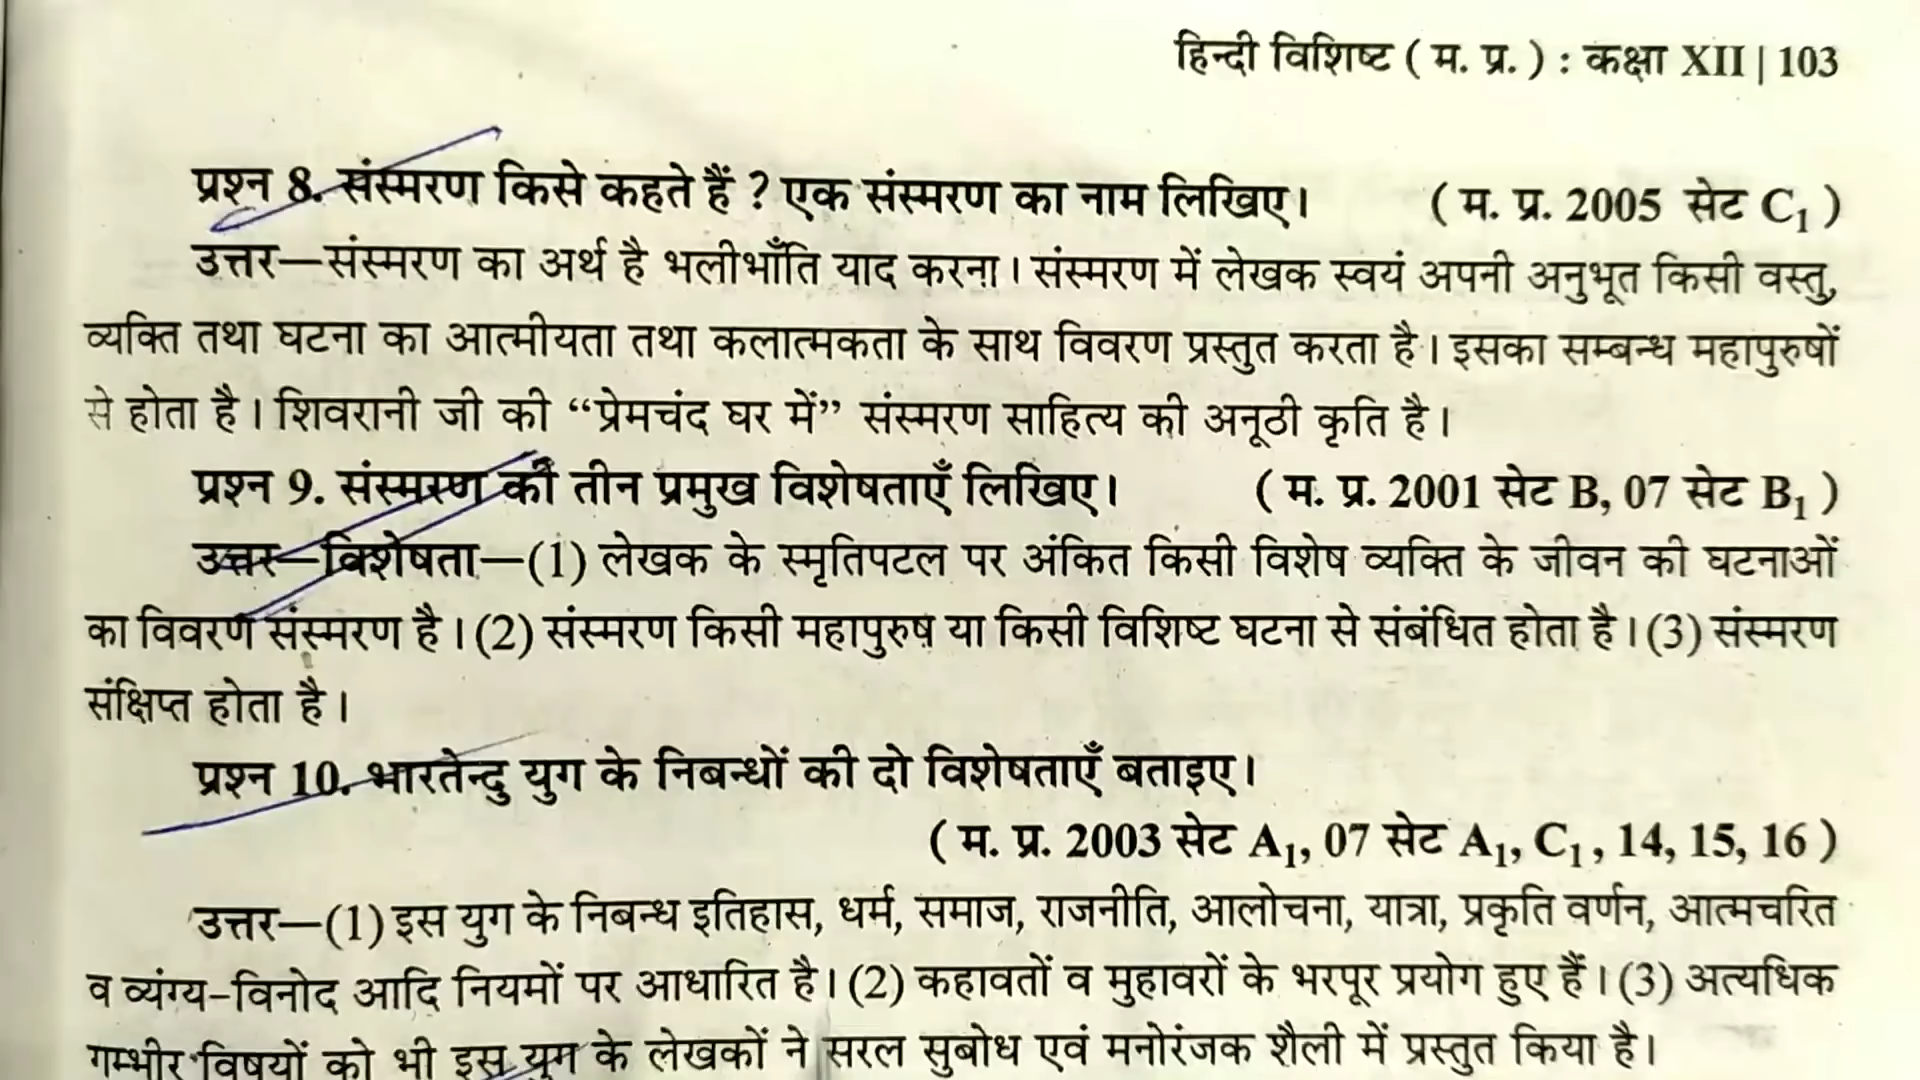 हिन्दी विशिष्ट ( म. प्र. ) : कक्षा XII | 103
प्रश्न 8. संस्मरण किसे कहते हैं ? एक संस्मरण का नाम लिखिए। ( म. प्र. 2005 सेट C₁ )
उत्तर—संस्मरण का अर्थ है भलीभाँति याद करना। संस्मरण में लेखक स्वयं अपनी अनुभूत किसी वस्तु,
व्यक्ति तथा घटना का आत्मीयता तथा कलात्मकता के साथ विवरण प्रस्तुत करता है। इसका सम्बन्ध महापुरुषों
से होता है। शिवरानी जी की “प्रेमचंद घर में” संस्मरण साहित्य की अनूठी कृति है।
प्रश्न 9. संस्मरण की तीन प्रमुख विशेषताएँ लिखिए। ( म. प्र. 2001 सेट B, 07 सेट B₁ )
उत्तर—विशेषता—(1) लेखक के स्मृतिपटल पर अंकित किसी विशेष व्यक्ति के जीवन की घटनाओं
का विवरण संस्मरण है। (2) संस्मरण किसी महापुरुष या किसी विशिष्ट घटना से संबंधित होता है। (3) संस्मरण
संक्षिप्त होता है।
प्रश्न 10. भारतेन्दु युग के निबन्धों की दो विशेषताएँ बताइए।
( म. प्र. 2003 सेट A₁, 07 सेट A₁, C₁, 14, 15, 16 )
उत्तर—(1) इस युग के निबन्ध इतिहास, धर्म, समाज, राजनीति, आलोचना, यात्रा, प्रकृति वर्णन, आत्मचरित
व व्यंग्य-विनोद आदि नियमों पर आधारित है। (2) कहावतों व मुहावरों के भरपूर प्रयोग हुए हैं। (3) अत्यधिक
गम्भीर विषयों को भी इस युग के लेखकों ने सरल सुबोध एवं मनोरंजक शैली में प्रस्तुत किया है।